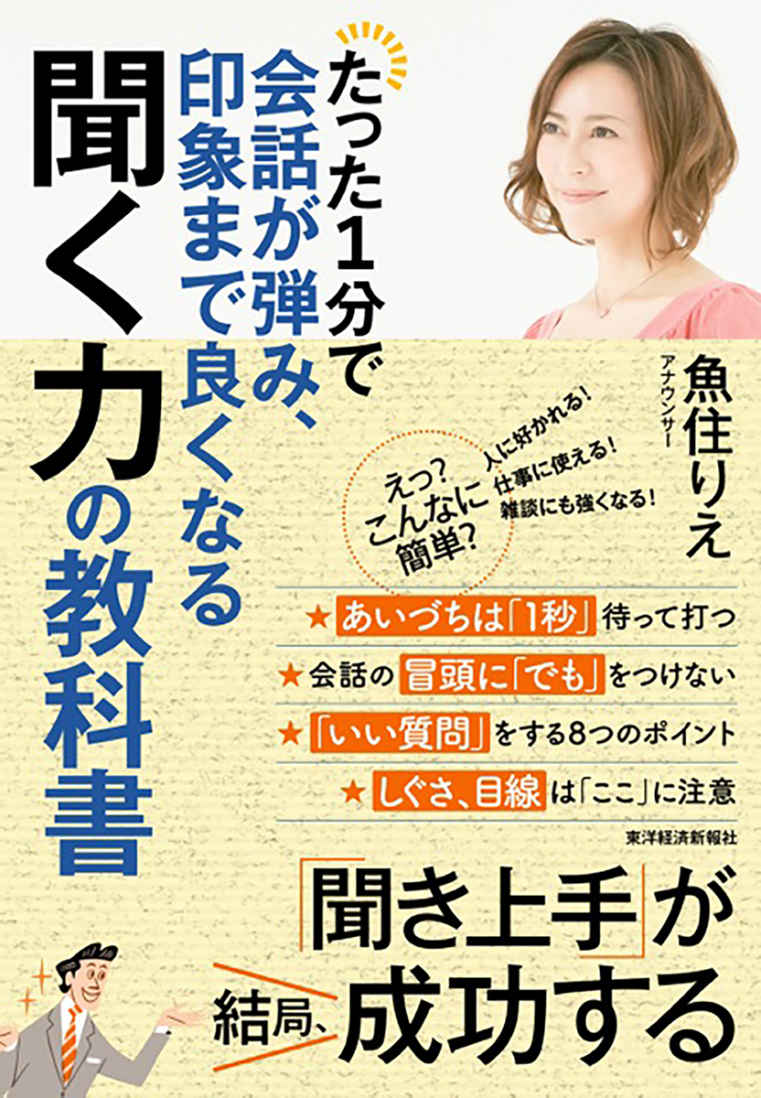 たった1分で
会話が弾み、
印象まで良くなる
聞く力の教科書
魚住りえ
アナウンサー
人に好かれる!
仕事に使える!
雑談にも強くなる!
えっ?
こんなに
簡単?
★あいづちは「1秒」待って打つ
★会話の冒頭に「でも」をつけない
★「いい質問」をする8つのポイント
★しぐさ、目線は「ここ」に注意
東洋経済新報社
「聞き上手」が
結局、成功する